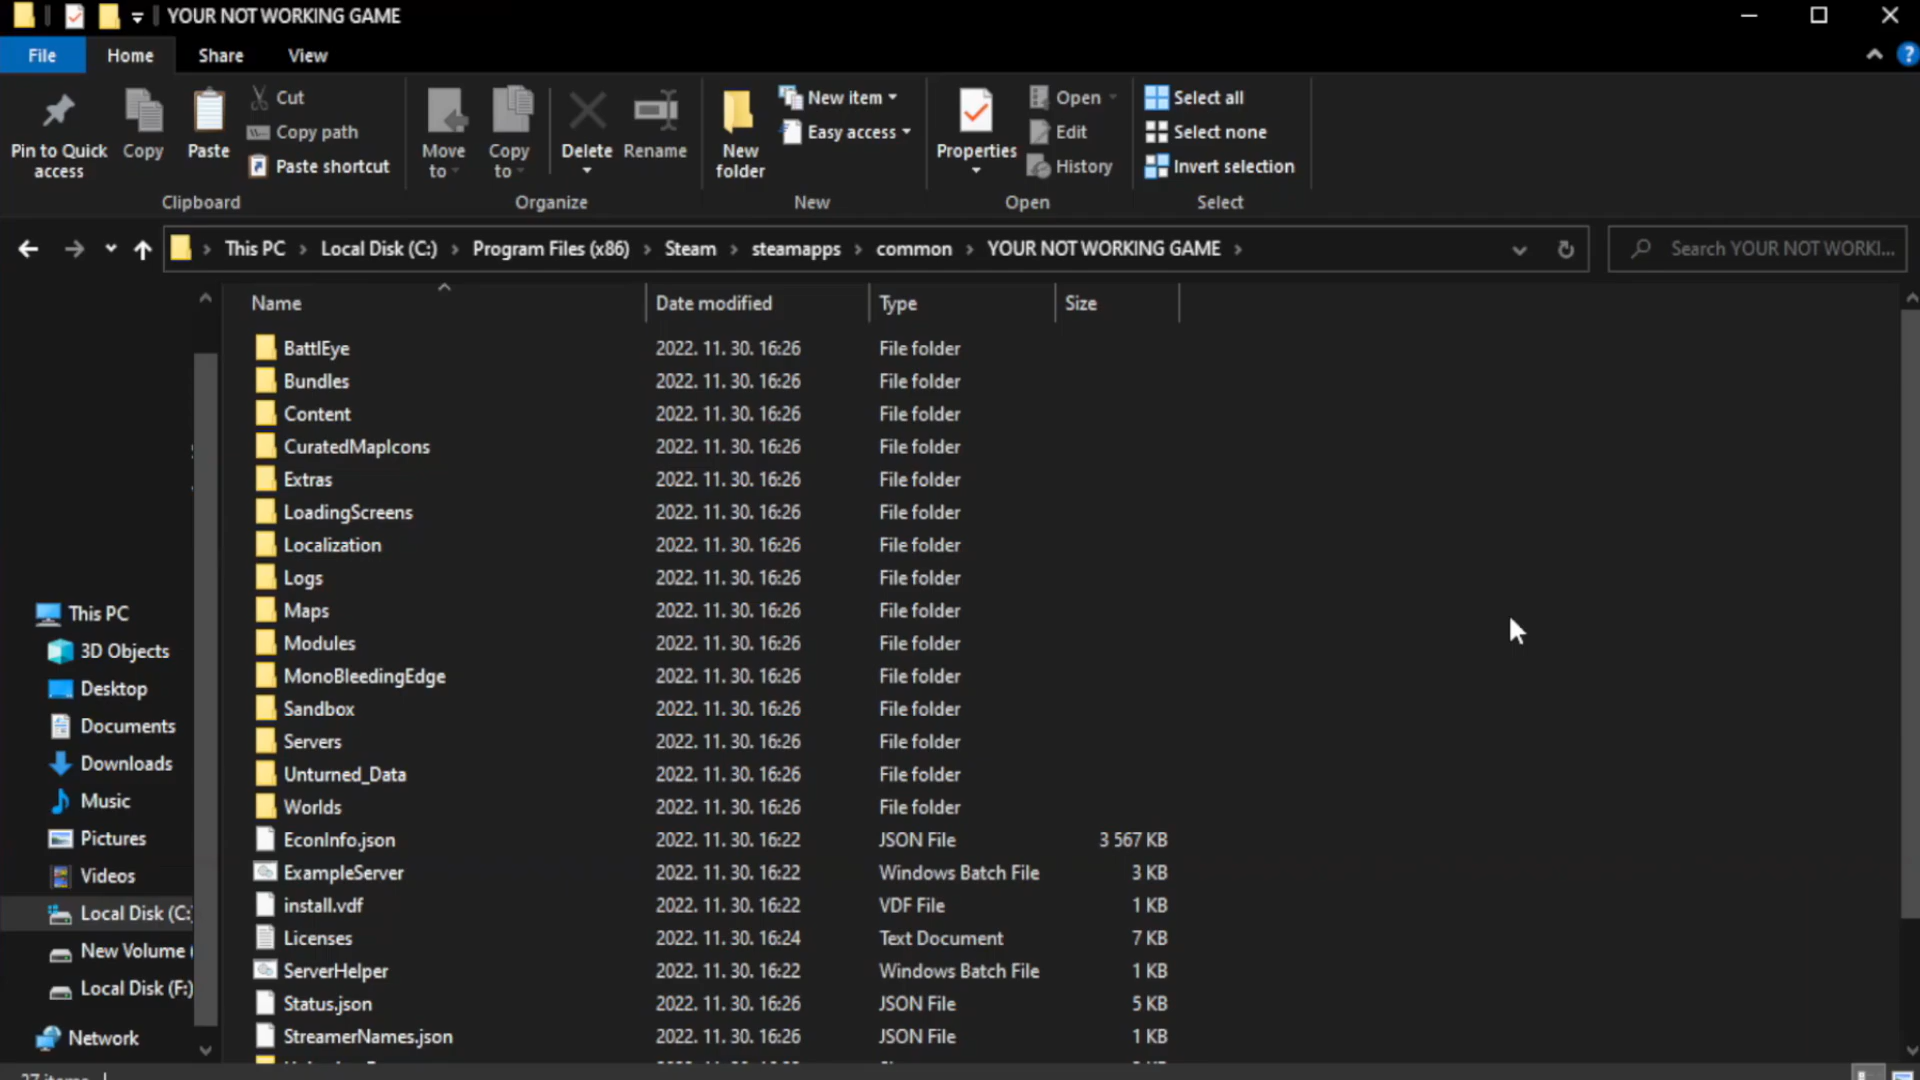 YOUR NOT WORKING GAME
File Home Share View
Pin to Quick access
Copy
Paste
Cut
Copy path
Paste shortcut
Move to
Copy to
Delete
Rename
New folder
New item
Easy access
Properties
Open
Edit
History
Select all
Select none
Invert selection
Clipboard Organize New Open Select
This PC Local Disk (C:) Program Files (x86) Steam steamapps common YOUR NOT WORKING GAME
Search YOUR NOT WORKI...
Name Date modified Type Size
BattlEye 2022. 11. 30. 16:26 File folder
Bundles 2022. 11. 30. 16:26 File folder
Content 2022. 11. 30. 16:26 File folder
CuratedMapIcons 2022. 11. 30. 16:26 File folder
Extras 2022. 11. 30. 16:26 File folder
LoadingScreens 2022. 11. 30. 16:26 File folder
Localization 2022. 11. 30. 16:26 File folder
Logs 2022. 11. 30. 16:26 File folder
Maps 2022. 11. 30. 16:26 File folder
Modules 2022. 11. 30. 16:26 File folder
MonoBleedingEdge 2022. 11. 30. 16:26 File folder
Sandbox 2022. 11. 30. 16:26 File folder
Servers 2022. 11. 30. 16:26 File folder
Unturned_Data 2022. 11. 30. 16:26 File folder
Worlds 2022. 11. 30. 16:26 File folder
EconInfo.json 2022. 11. 30. 16:22 JSON File 3 567 KB
ExampleServer 2022. 11. 30. 16:22 Windows Batch File 3 KB
install.vdf 2022. 11. 30. 16:22 VDF File 1 KB
Licenses 2022. 11. 30. 16:24 Text Document 7 KB
ServerHelper 2022. 11. 30. 16:22 Windows Batch File 1 KB
Status.json 2022. 11. 30. 16:26 JSON File 5 KB
StreamerNames.json 2022. 11. 30. 16:26 JSON File 1 KB
This PC
3D Objects
Desktop
Documents
Downloads
Music
Pictures
Videos
Local Disk (C:
New Volume (
Local Disk (F:)
Network